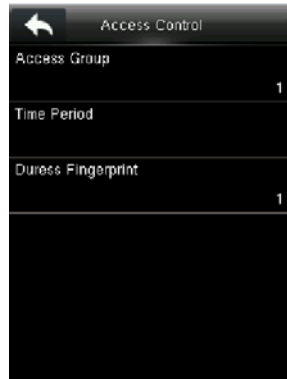 Access Control
Access Group
1
Time Period
Duress Fingerprint
1